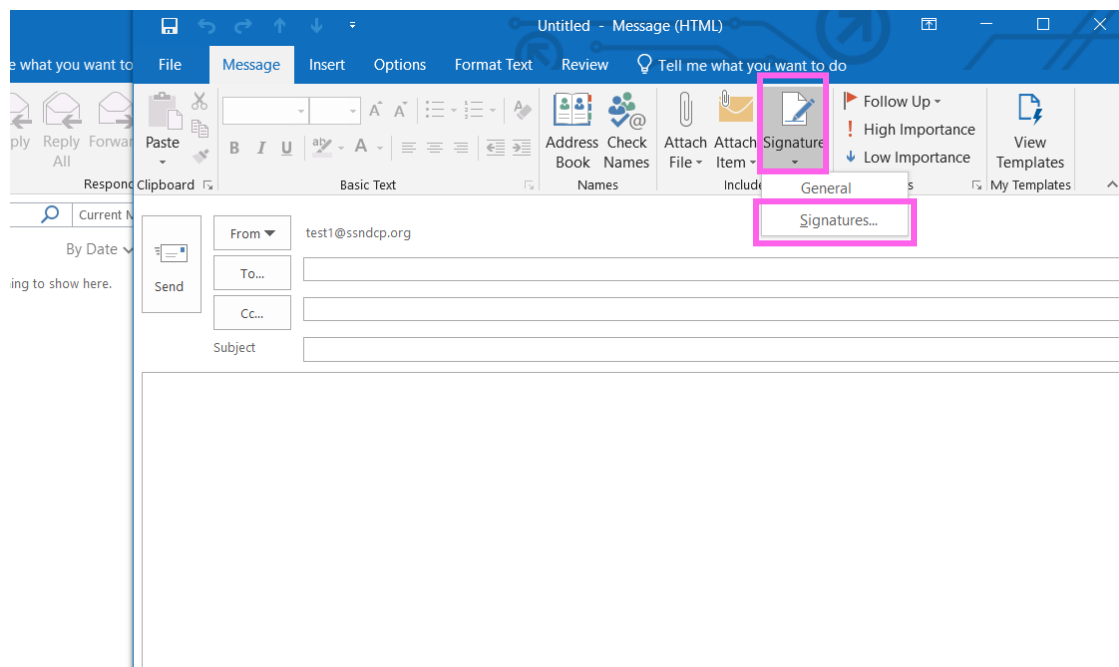 Untitled - Message (HTML)
e what you want to
File Message Insert Options Format Text Review Tell me what you want to do
ply Reply All Forwar
Respond
Paste
Clipboard
B I U
A A
A
Basic Text
Address Book
Check Names
Names
Attach File
Attach Item
Signature
Include
Follow Up
High Importance
Low Importance
s
View Templates
My Templates
General
Signatures...
Current M
By Date
ing to show here.
Send
From test1@ssndcp.org
To...
Cc...
Subject